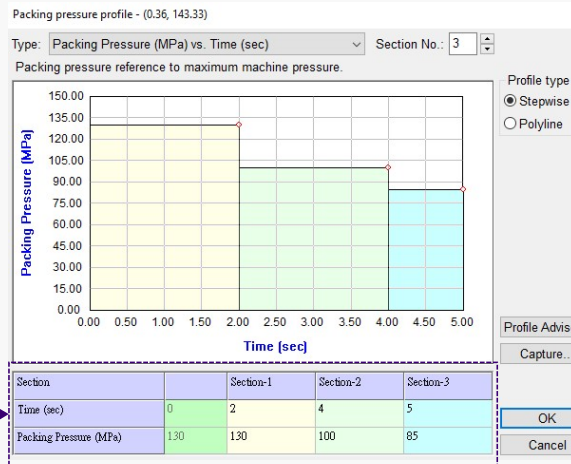 Packing pressure profile - (0.36, 143.33)
Type: Packing Pressure (MPa) vs. Time (sec) Section No.: 3
Packing pressure reference to maximum machine pressure.
Profile type
Stepwise
Polyline
150.00
135.00
120.00
105.00
90.00
75.00
60.00
45.00
30.00
15.00
0.00
Packing Pressure (MPa)
0.00 0.50 1.00 1.50 2.00 2.50 3.00 3.50 4.00 4.50 5.00
Time (sec)
Profile Advis
Capture..
OK
Cancel
Section Section-1 Section-2 Section-3
Time (sec) 0 2 4 5
Packing Pressure (MPa) 130 130 100 85